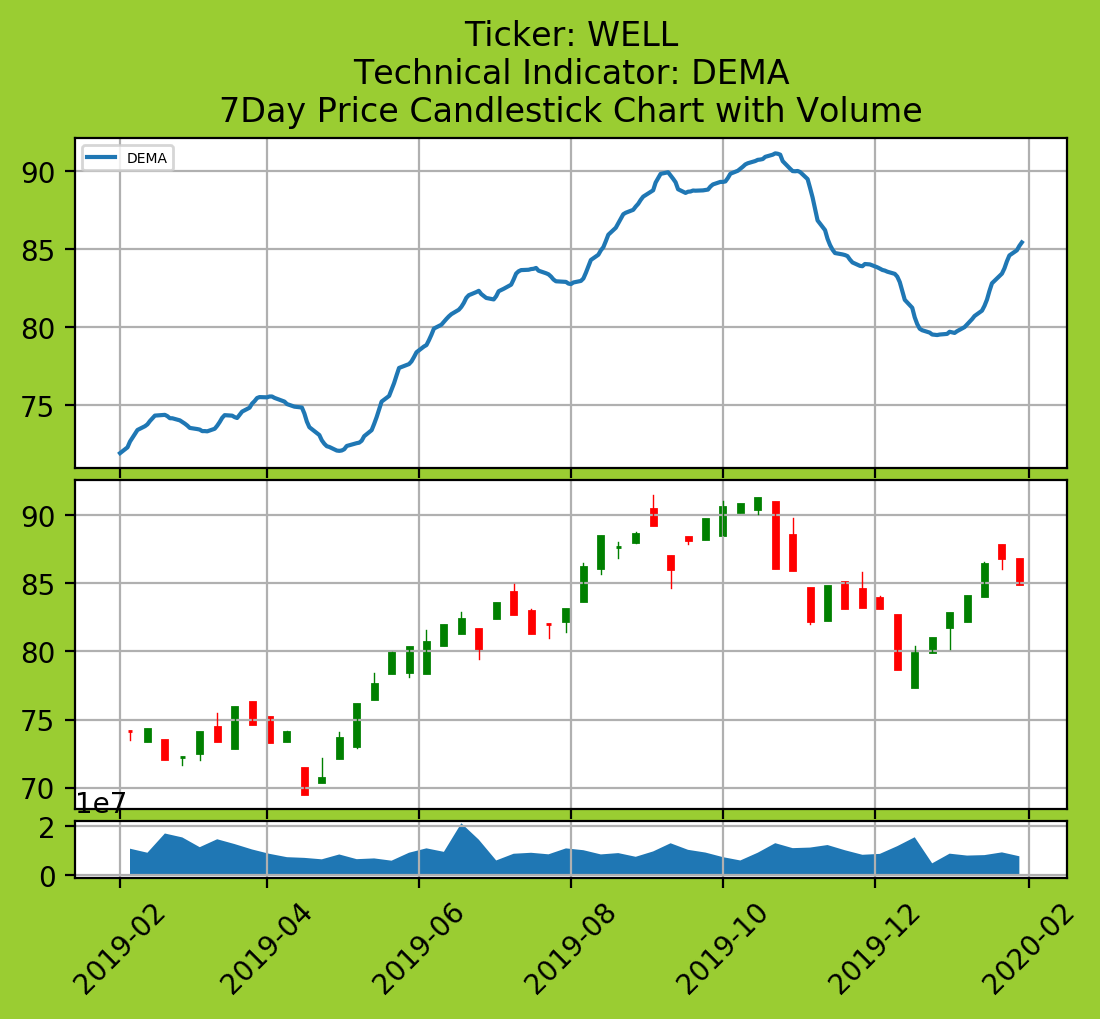 Ticker: WELL
Technical Indicator: DEMA
7Day Price Candlestick Chart with Volume
DEMA
90
85
80
75
90
85
80
75
70
1e7
2
0
2019-02 2019-04 2019-06 2019-08 2019-10 2019-12 2020-02